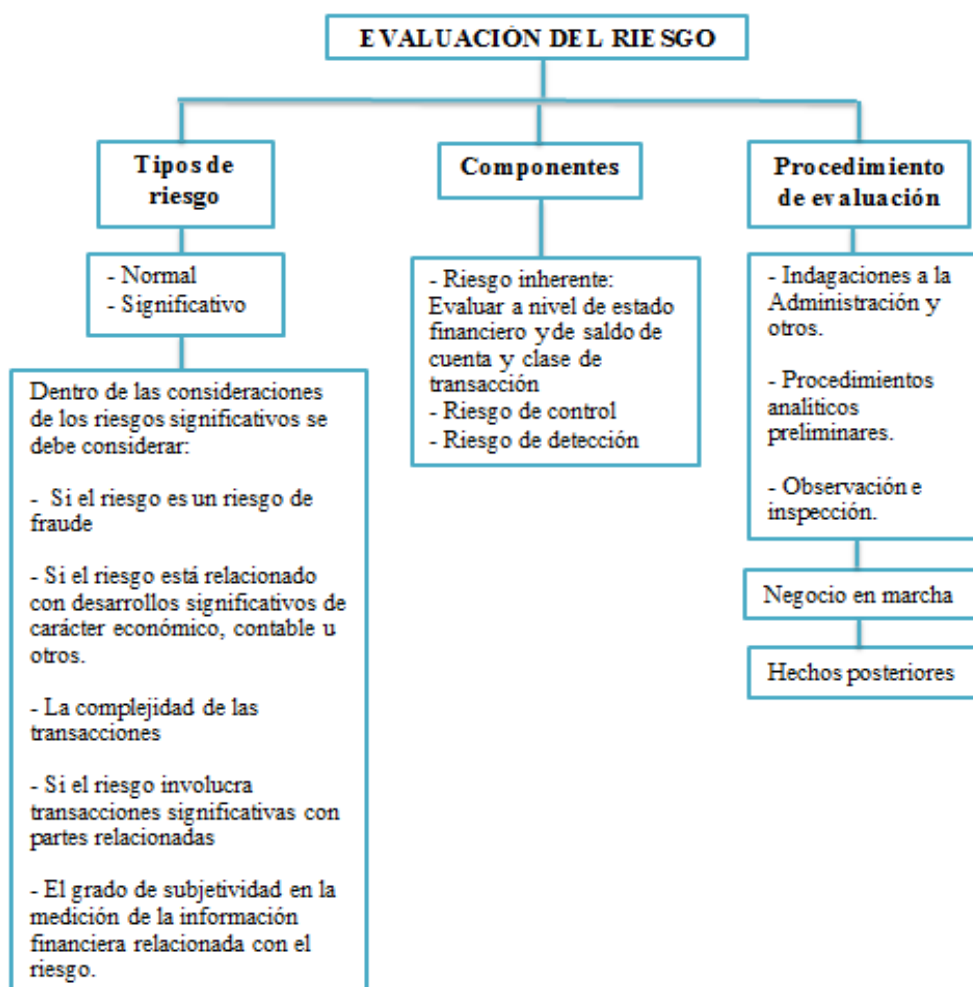 EVALUACIÓN DEL RIESGO
Tipos de
riesgo
- Normal
- Significativo
Dentro de las consideraciones
de los riesgos significativos se
debe considerar:
- Si el riesgo es un riesgo de
fraude
- Si el riesgo está relacionado
con desarrollos significativos de
carácter económico, contable u
otros.
- La complejidad de las
transacciones
- Si el riesgo involucra
transacciones significativas con
partes relacionadas
- El grado de subjetividad en la
medición de la información
financiera relacionada con el
riesgo.
Componentes
- Riesgo inherente:
Evaluar a nivel de estado
financiero y de saldo de
cuenta y clase de
transacción
- Riesgo de control
- Riesgo de detección
Procedimiento
de evaluación
- Indagaciones a la
Administración y
otros.
- Procedimientos
analíticos
preliminares.
- Observación e
inspección.
Negocio en marcha
Hechos posteriores